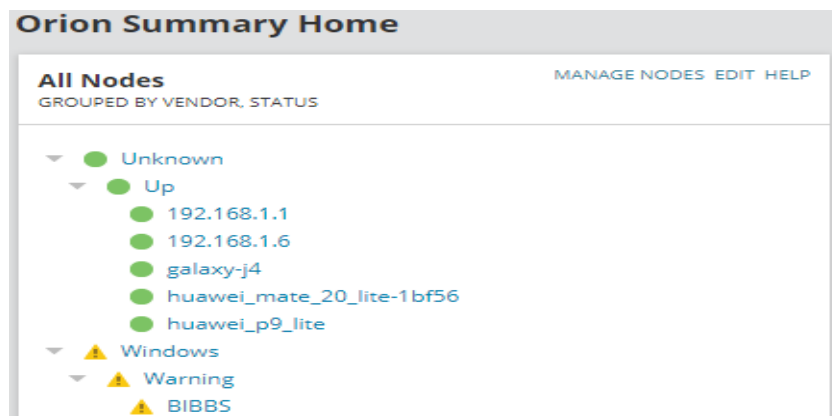 Orion Summary Home
All Nodes
MANAGE NODES EDIT HELP
GROUPED BY VENDOR, STATUS
Unknown
Up
192.168.1.1
192.168.1.6
galaxy-j4
huawei_mate_20_lite-1bf56
huawei_p9_lite
Windows
Warning
BIBBS